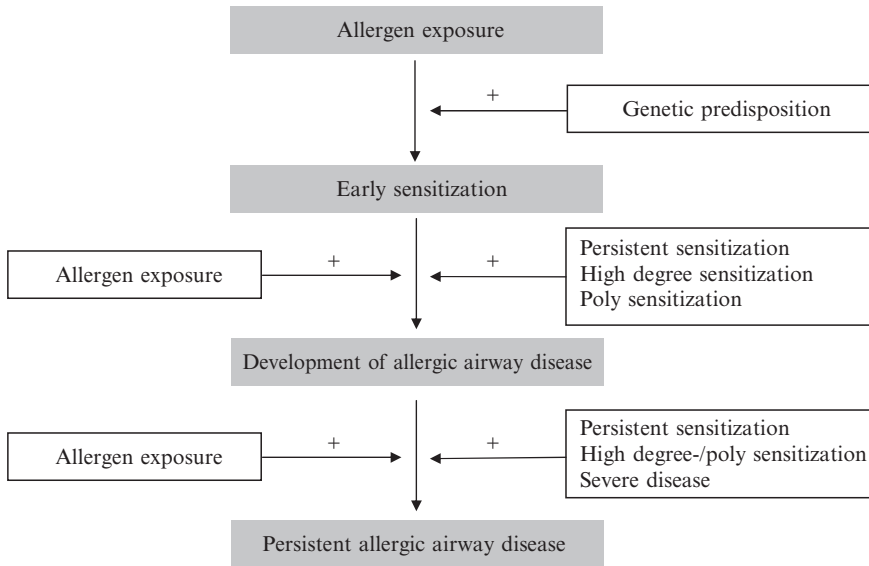 Allergen exposure
+
Genetic predisposition
Early sensitization
Allergen exposure
+
+
Persistent sensitization
High degree sensitization
Poly sensitization
Development of allergic airway disease
Allergen exposure
+
+
Persistent sensitization
High degree-/poly sensitization
Severe disease
Persistent allergic airway disease